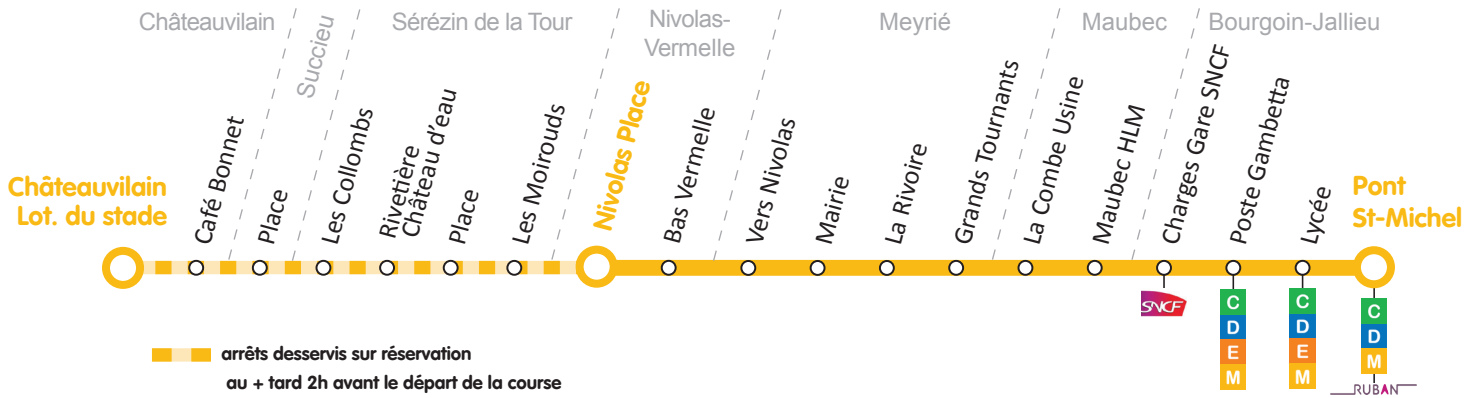 Châteauvilain
Succieu
Sérézin de la Tour
Nivolas-
Vermelle
Meyrié
Maubec
Bourgoin-Jallieu
Châteauvilain
Lot. du stade
Café Bonnet
Place
Les Collombs
Rivetière
Château d'eau
Place
Les Moirouds
Nivolas Place
Bas Vermelle
Vers Nivolas
Mairie
La Rivoire
Grands Tournants
La Combe Usine
Maubec HLM
Charges Gare SNCF
Poste Gambetta
Lycée
Pont
St-Michel
SNCF
C
D
E
M
C
D
E
M
C
D
M
RUBAN
arrêts desservis sur réservation
au + tard 2h avant le départ de la course